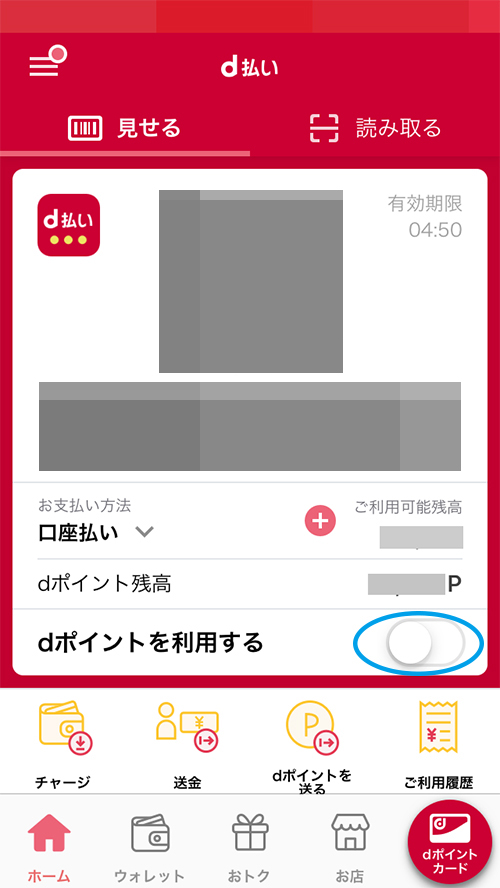 d払い
見せる
読み取る
d払い
有効期限
04:50
お支払い方法
口座払い
ご利用可能残高
dポイント残高
P
dポイントを利用する
チャージ
送金
dポイントを
送る
ご利用履歴
ホーム
ウォレット
おトク
お店
dポイント
カード